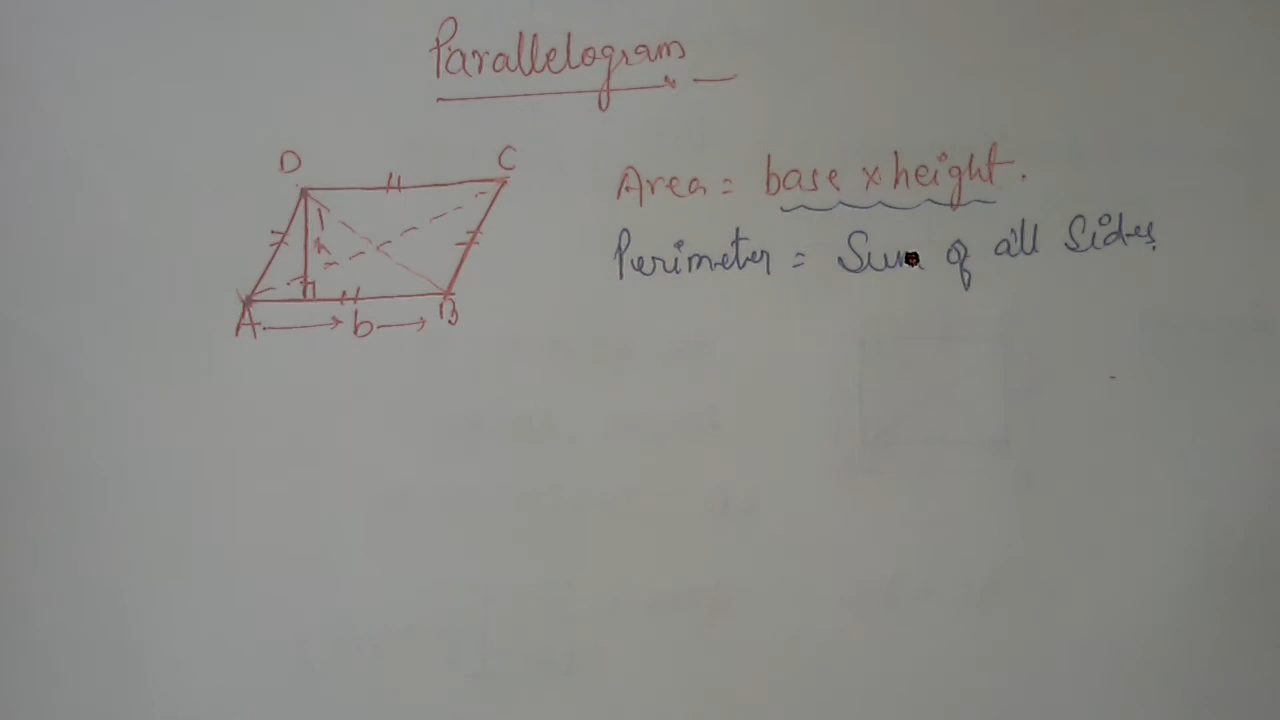 Parallelogram
D C
Area = base × height.
h
Perimeter = Sum of all Sides.
A b B